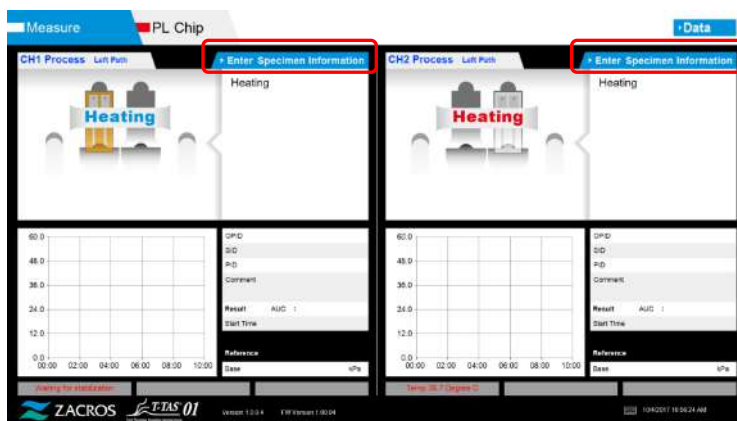 Measure
PL Chip
Data
CH1 Process Left Path
Enter Specimen Information
Heating
Heating
60.0
48.0
36.0
24.0
12.0
0.0
00:00 02:00 04:00 06:00 08:00 10:00
OPID
SID
PID
Comment
Result AUC :
Start Time
Reference
Base kPa
Waiting for stabilization
CH2 Process Left Path
Enter Specimen Information
Heating
Heating
60.0
48.0
36.0
24.0
12.0
0.0
00:00 02:00 04:00 06:00 08:00 10:00
OPID
SID
PID
Comment
Result AUC :
Start Time
Reference
Base kPa
Degree C
ZACROS T-TAS 01
Version